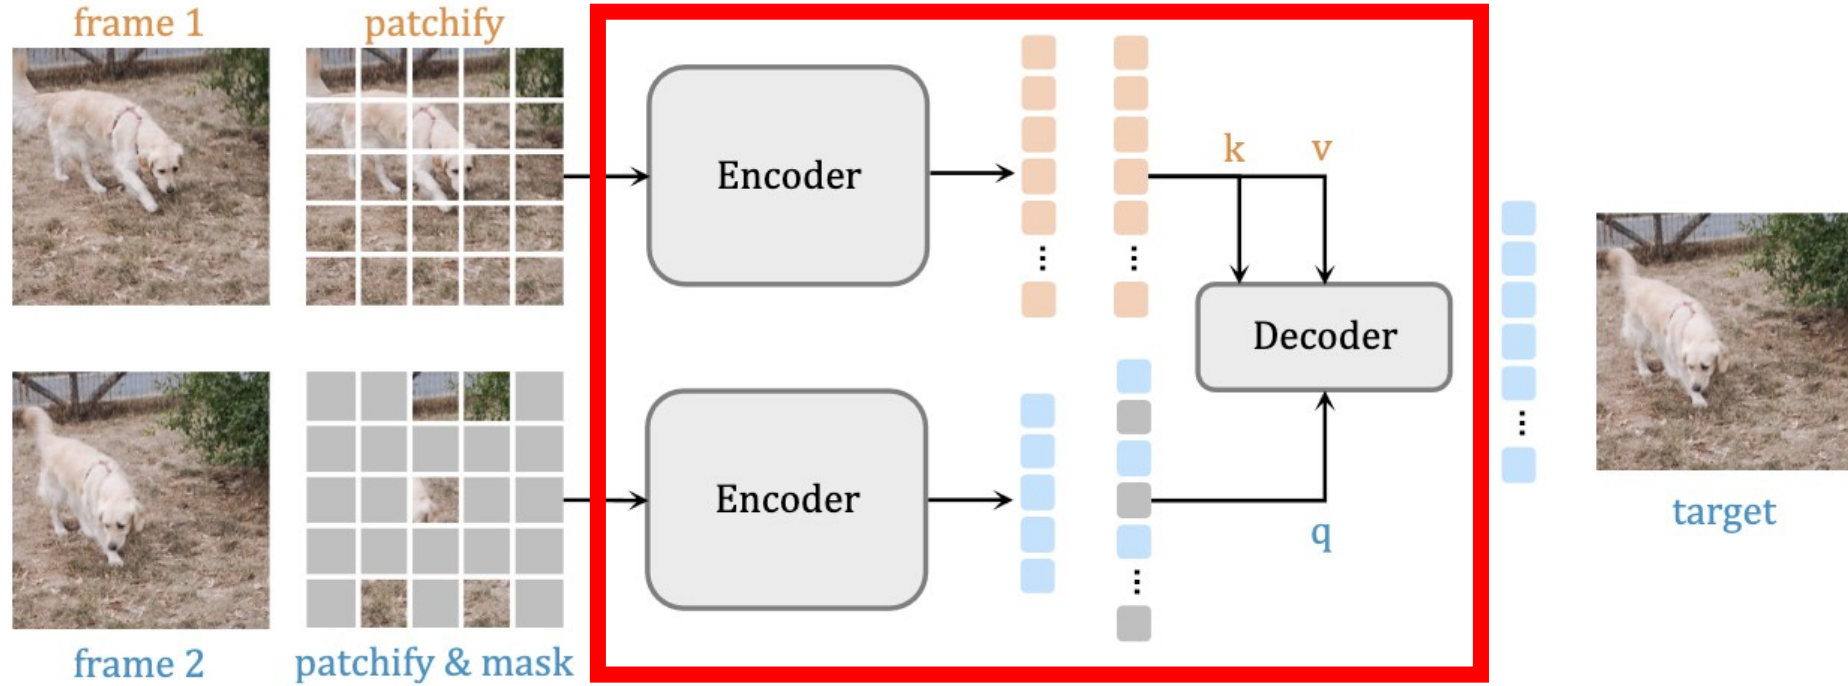 frame 1
patchify
Encoder
k
v
Decoder
Encoder
q
target
frame 2
patchify & mask